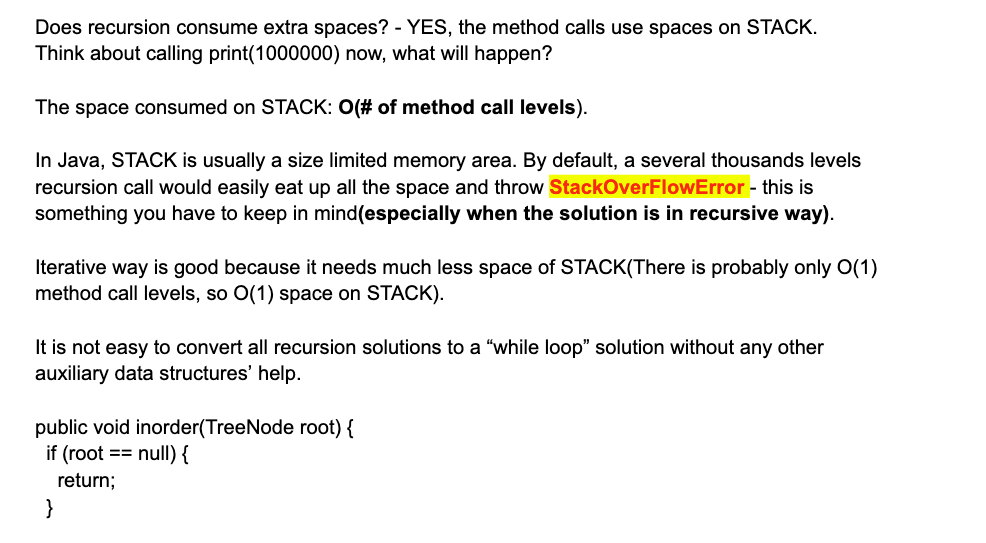 Does recursion consume extra spaces? - YES, the method calls use spaces on STACK.
Think about calling print(1000000) now, what will happen?
The space consumed on STACK: O(# of method call levels).
In Java, STACK is usually a size limited memory area. By default, a several thousands levels
recursion call would easily eat up all the space and throw StackOverFlowError - this is
something you have to keep in mind(especially when the solution is in recursive way).
Iterative way is good because it needs much less space of STACK(There is probably only O(1)
method call levels, so O(1) space on STACK).
It is not easy to convert all recursion solutions to a “while loop” solution without any other
auxiliary data structures’ help.
public void inorder(TreeNode root) {
if (root == null) {
return;
}